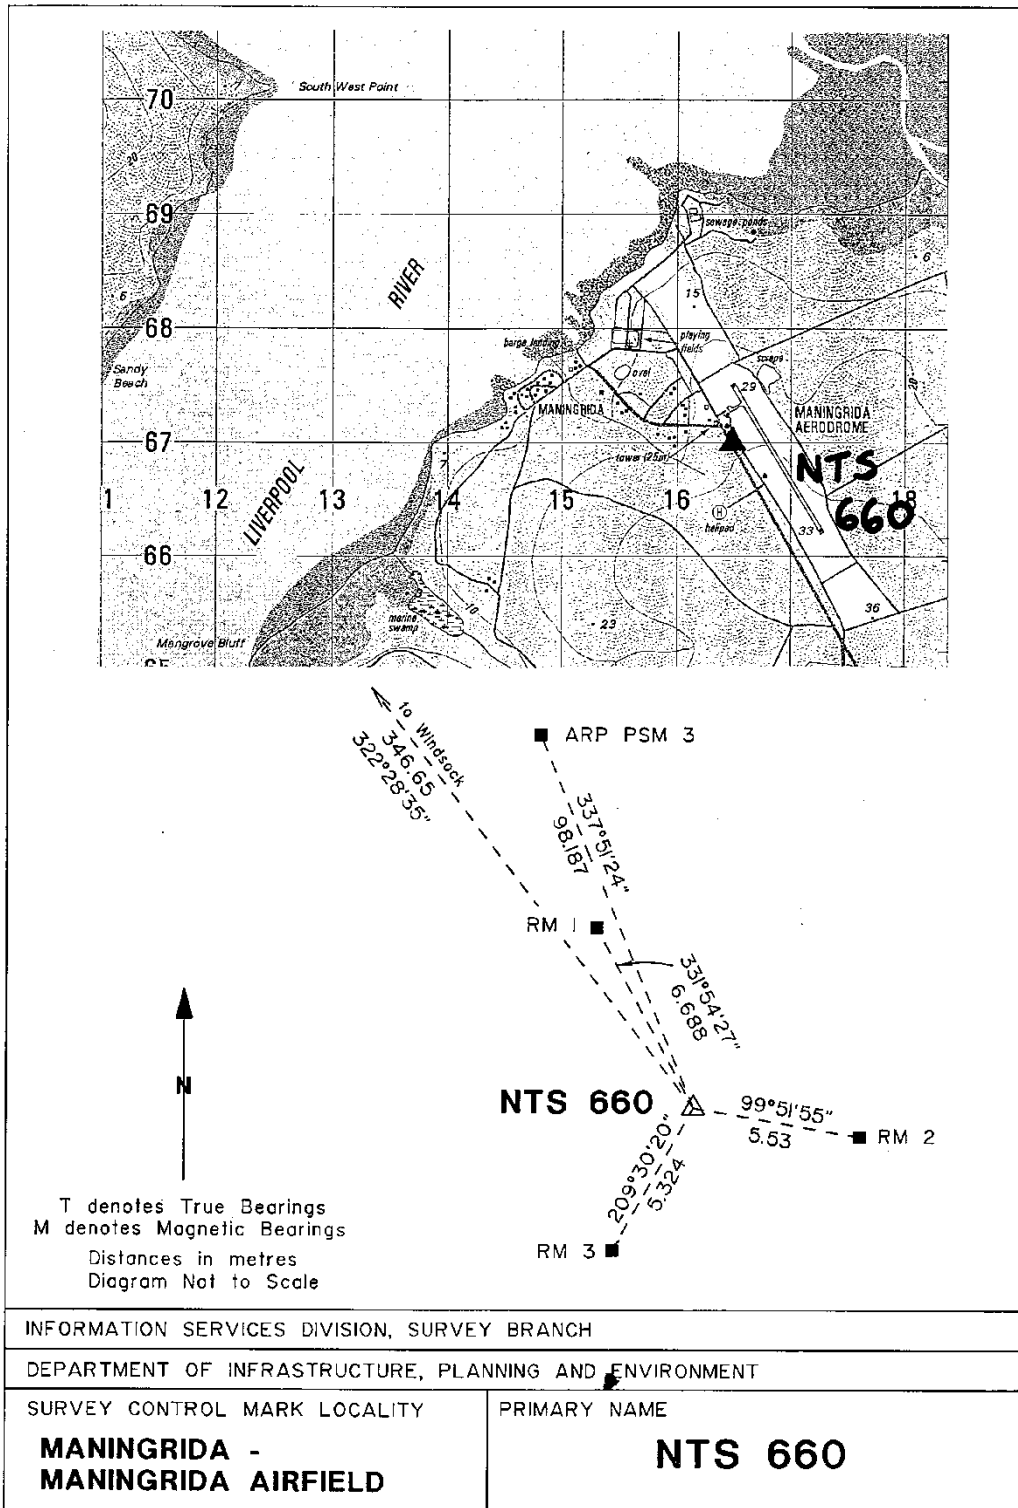 70
South West Point
20
69
sewage ponds
6
RIVER
6
15
68
barge landing
playing fields
scrape
Sandy
Beach
oval
29
10
MANINGRIDA
MANINGRIDA
AERODROME
67
7
tower (25m)
NTS
1 12 13 14 15 16 18
LIVERPOOL
H
helipad
33
660
66
10
marine
swamp
23
36
Mangrove Bluff
65
to Windsock
346.65
322°28'35"
ARP PSM 3
337°51'24"
98.187
RM 1
331°54'27"
6.688
N
NTS 660
99°51'55"
5.53
RM 2
209°30'20"
5.324
RM 3
T denotes True Bearings
M denotes Magnetic Bearings
Distances in metres
Diagram Not to Scale
INFORMATION SERVICES DIVISION, SURVEY BRANCH
DEPARTMENT OF INFRASTRUCTURE, PLANNING AND ENVIRONMENT
SURVEY CONTROL MARK LOCALITY
MANINGRIDA -
MANINGRIDA AIRFIELD
PRIMARY NAME
NTS 660